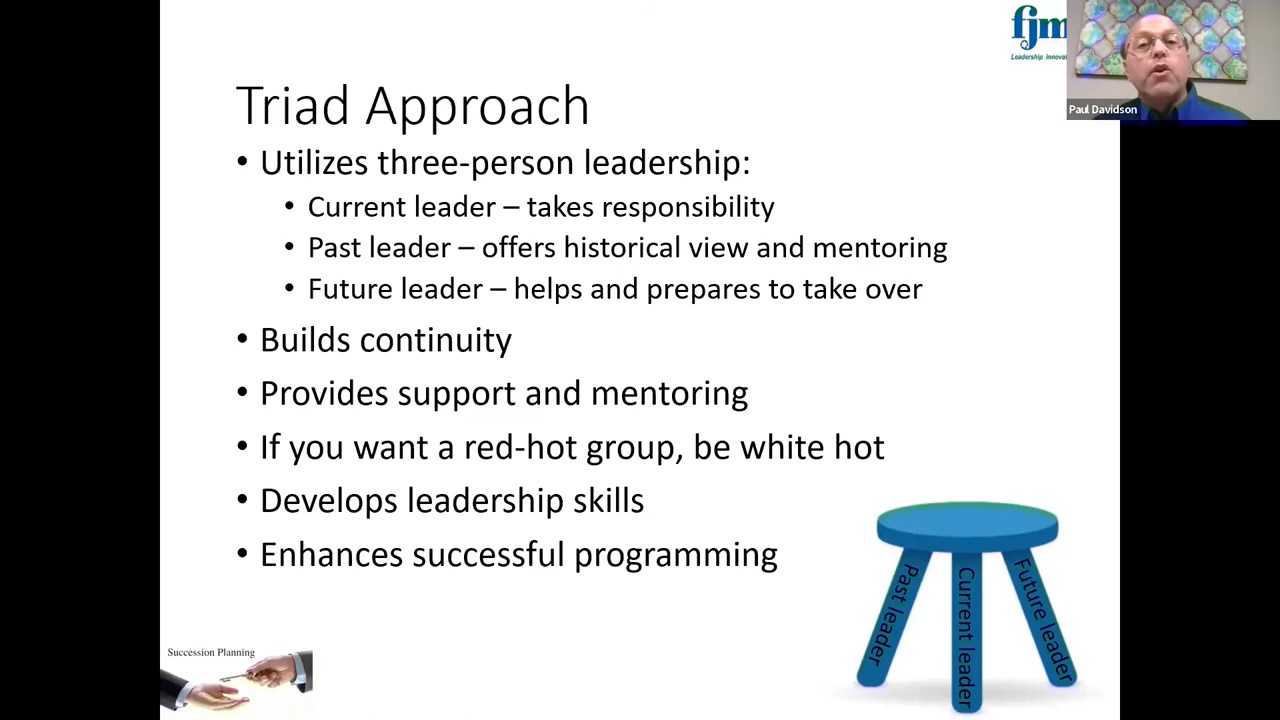 fjm
Leadership Innova
Paul Davidson
Triad Approach
• Utilizes three-person leadership:
• Current leader – takes responsibility
• Past leader – offers historical view and mentoring
• Future leader – helps and prepares to take over
• Builds continuity
• Provides support and mentoring
• If you want a red-hot group, be white hot
• Develops leadership skills
• Enhances successful programming
Past leader
Current leader
Future leader
Succession Planning